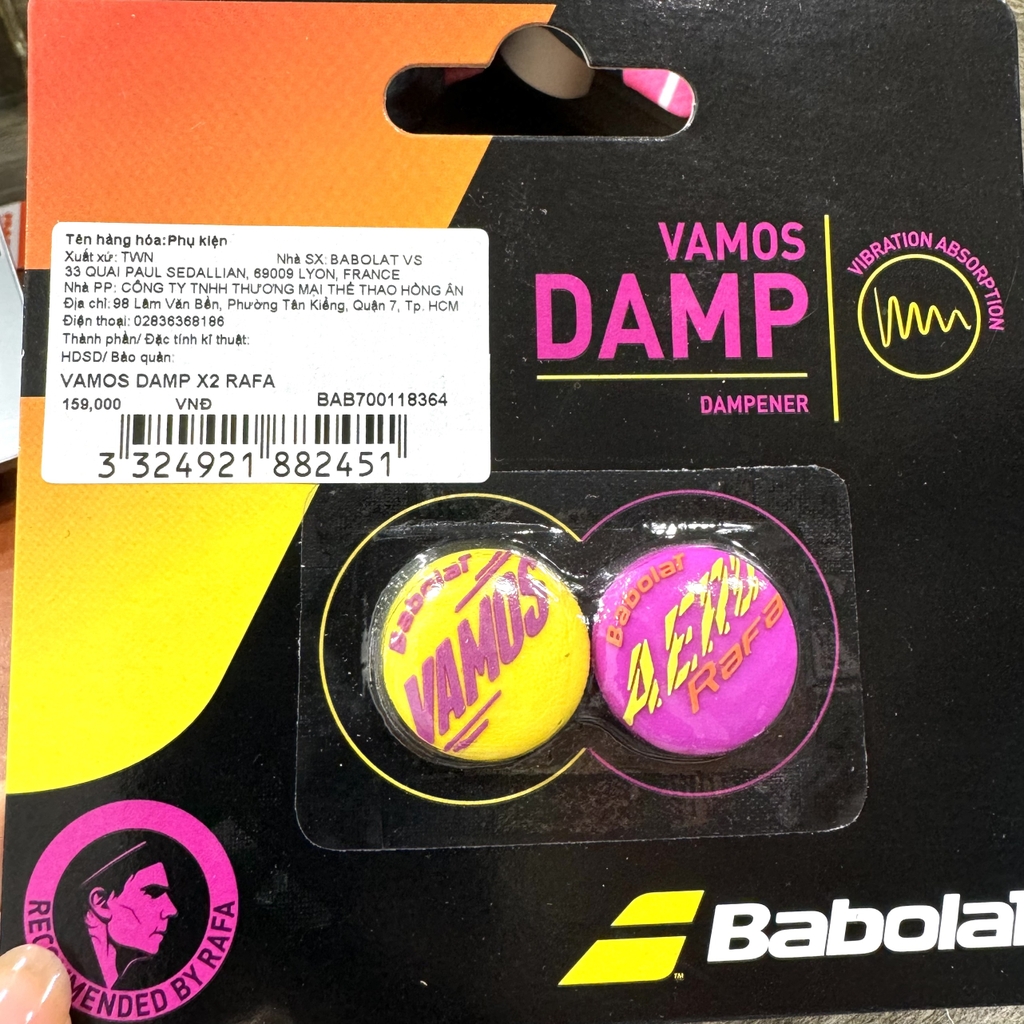 VAMOS
DAMP
DAMPENER
VIBRATION ABSORPTION
Tên hàng hóa:Phụ kiện
Xuất xứ: TWN Nhà SX: BABOLAT VS
33 QUAI PAUL SEDALLIAN, 69009 LYON, FRANCE
Nhà PP: CÔNG TY TNHH THƯƠNG MẠI THỂ THAO HỒNG ÂN
Địa chỉ: 98 Lâm Văn Bền, Phường Tân Kiểng, Quận 7, Tp. HCM
Điện thoại: 02836368186
Thành phần/ Đặc tính kĩ thuật:
HDSD/ Bảo quản:
VAMOS DAMP X2 RAFA
159,000 VNĐ BAB700118364
3 324921 882451
Babolat
VAMOS
Babolat
Rafa
RECOMMENDED BY RAFA
Babolat
TM